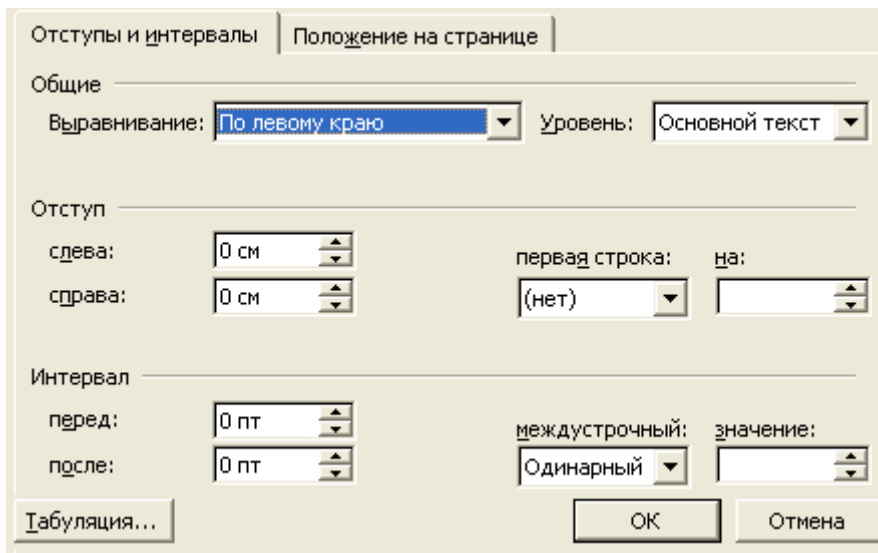 Отступы и интервалы Положение на странице
Общие
Выравнивание: По левому краю Уровень: Основной текст
Отступ
слева: 0 см
первая строка: на:
справа: 0 см (нет)
Интервал
перед: 0 пт
междустрочный: значение:
после: 0 пт Одинарный
Табуляция... ОК Отмена